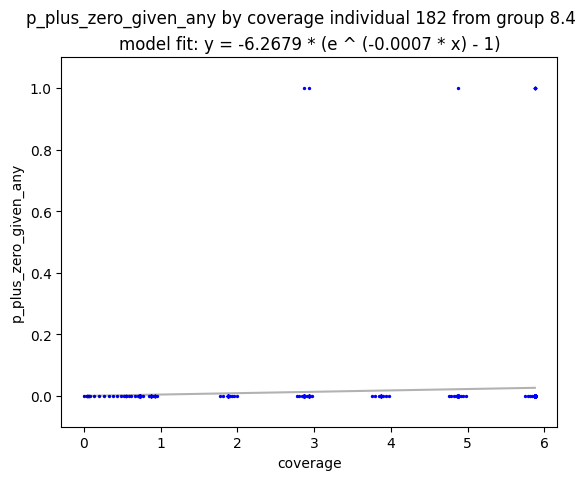 p_plus_zero_given_any by coverage individual 182 from group 8.4
model fit: y = -6.2679 * (e ^ (-0.0007 * x) - 1)
1.0
0.8
0.6
0.4
0.2
0.0
p_plus_zero_given_any
0 1 2 3 4 5 6
coverage